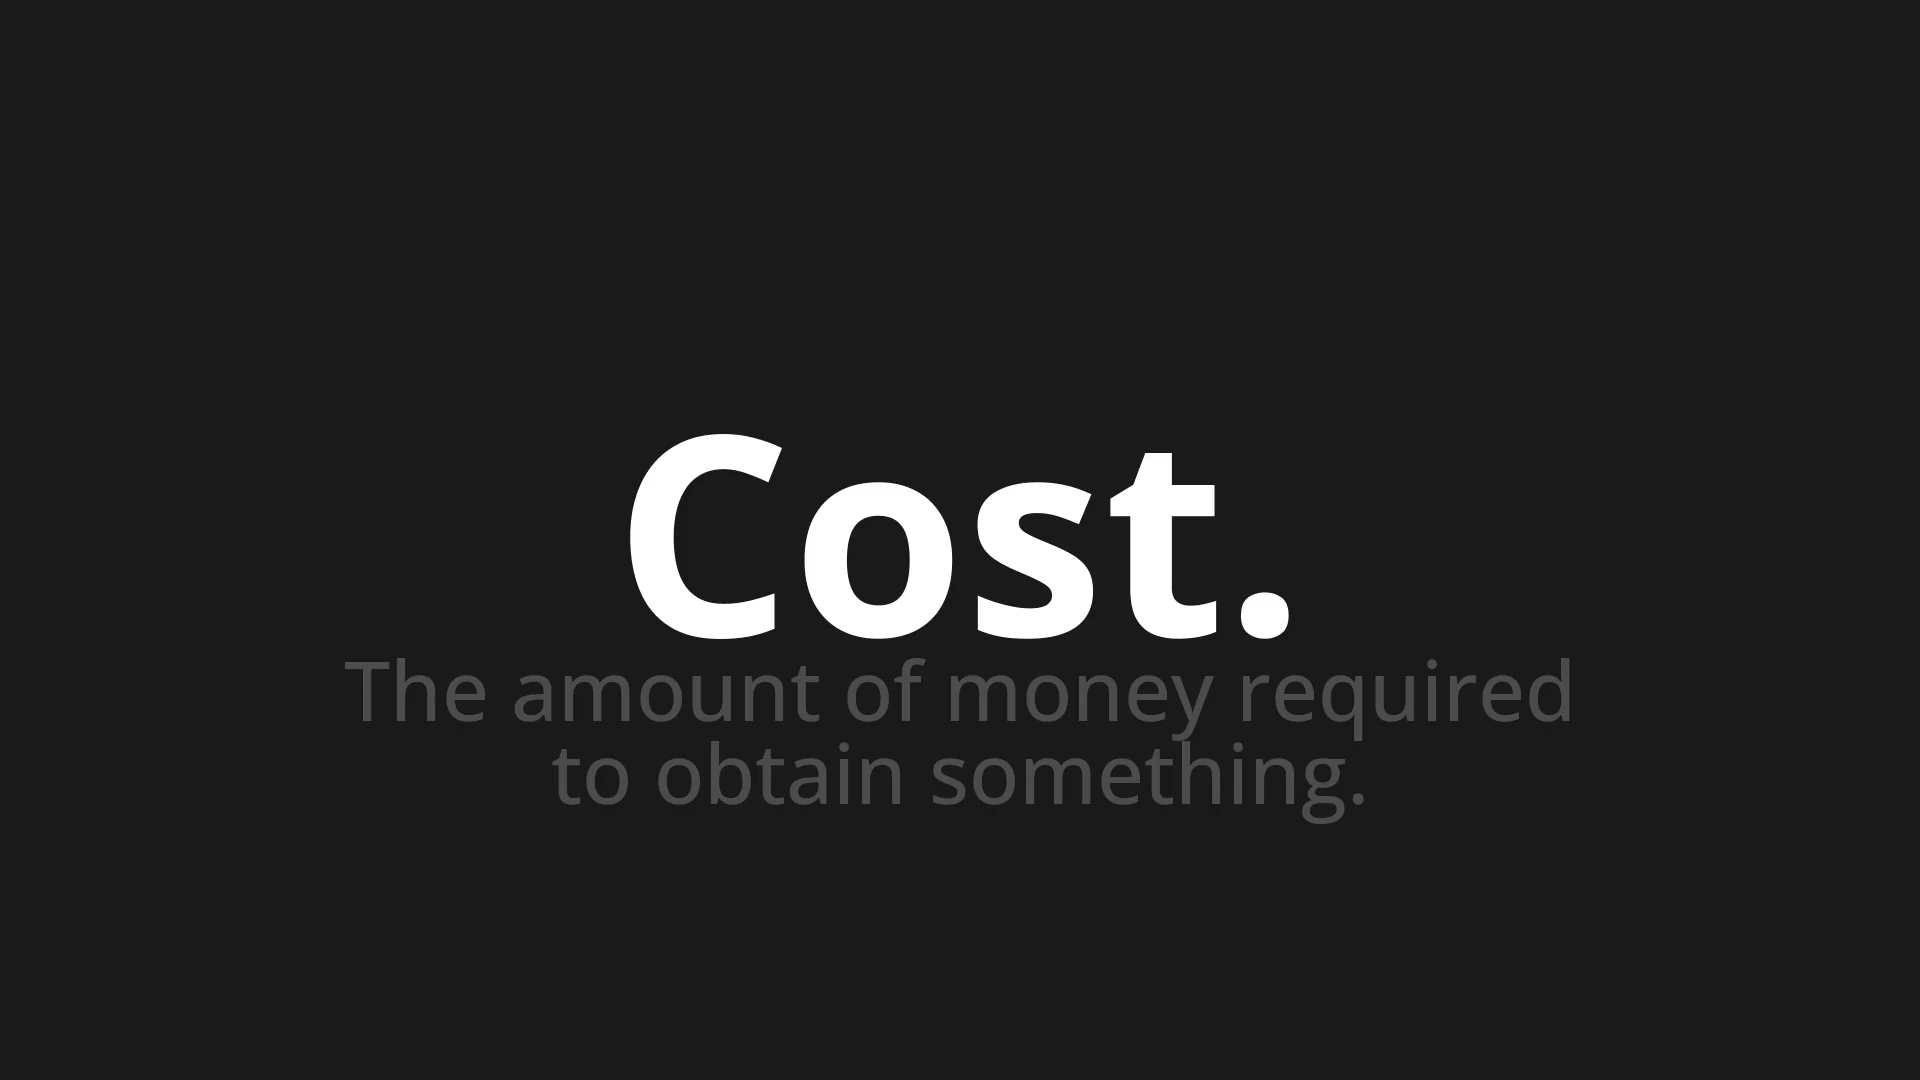 Cost.
The amount of money required
to obtain something.